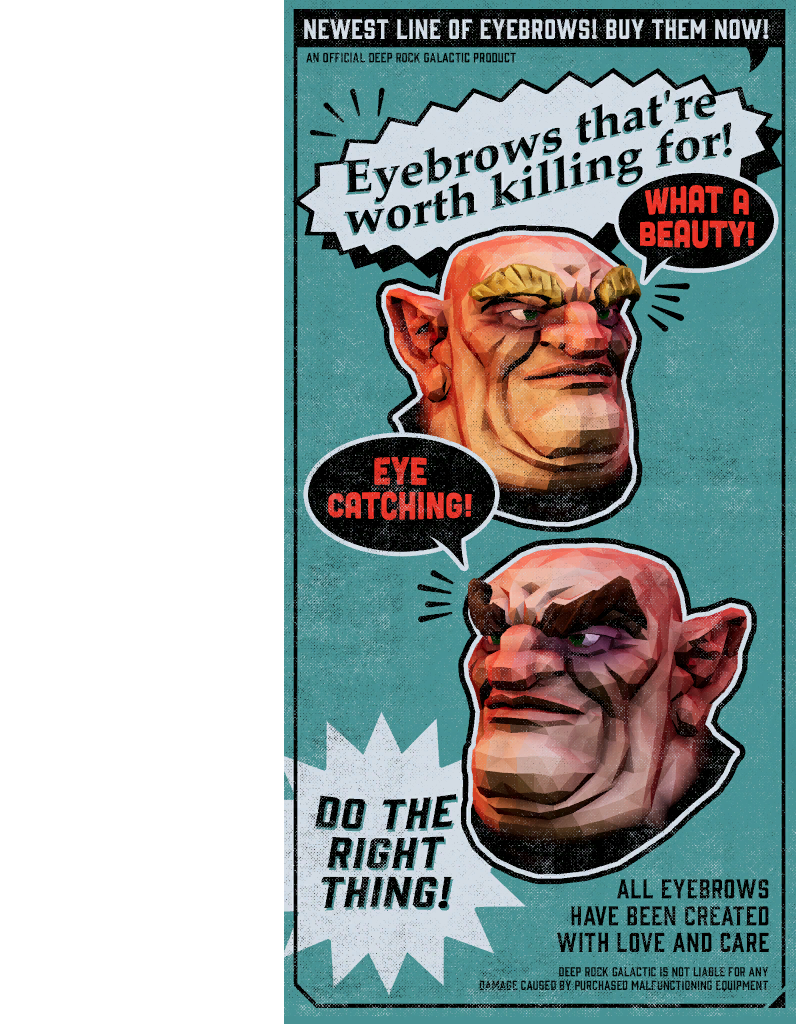 NEWEST LINE OF EYEBROWS! BUY THEM NOW!
AN OFFICIAL DEEP ROCK GALACTIC PRODUCT
Eyebrows that're
worth killing for!
WHAT A
BEAUTY!
EYE
CATCHING!
DO THE
RIGHT
THING!
ALL EYEBROWS
HAVE BEEN CREATED
WITH LOVE AND CARE
DEEP ROCK GALACTIC IS NOT LIABLE FOR ANY
DAMAGE CAUSED BY PURCHASED MALFUNCTIONING EQUIPMENT